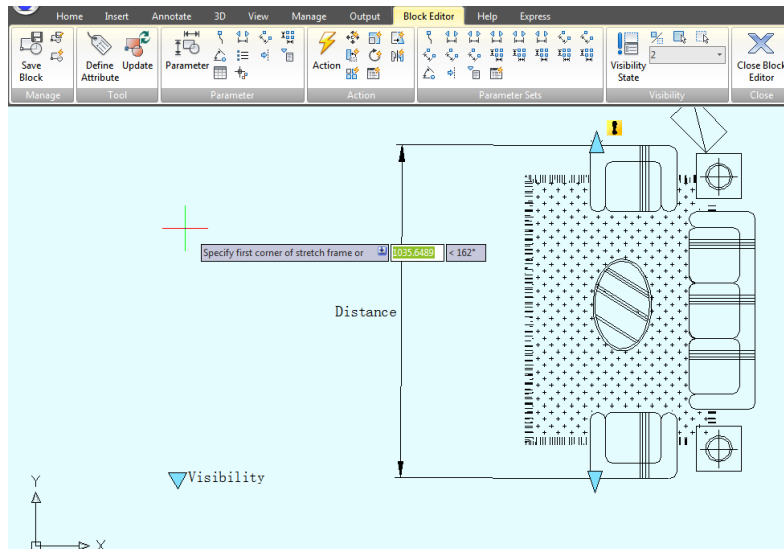 Home Insert Annotate 3D View Manage Output Block Editor Help Express
Save Block
Define Attribute
Update
Parameter
Action
2
Visibility State
Close Block Editor
Manage Tool Parameter Action Parameter Sets Visibility Close
Specify first corner of stretch frame or 1035.6489 < 162°
Distance
Visibility
Y
X